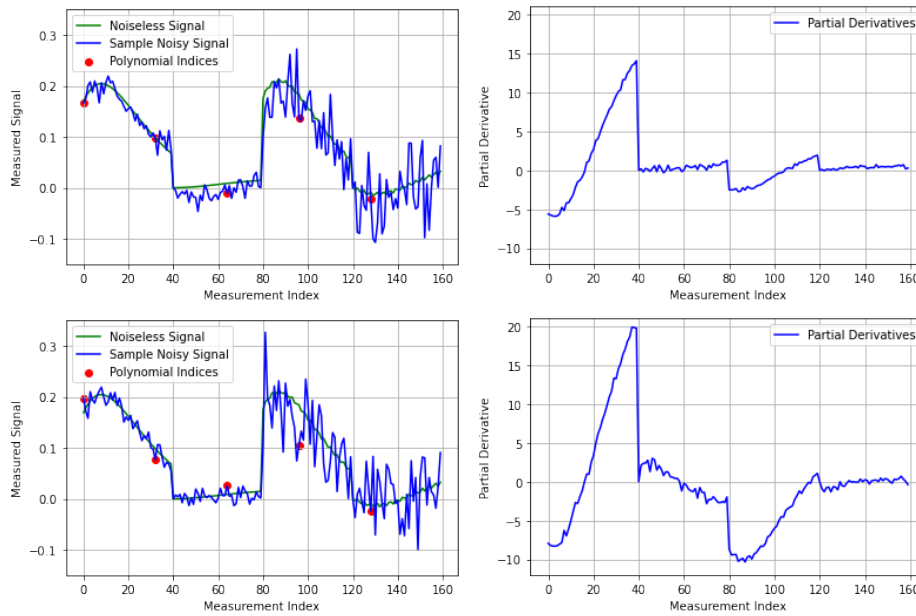 Noiseless Signal
Sample Noisy Signal
Polynomial Indices
Measured Signal
0.3
0.2
0.1
0.0
−0.1
0 20 40 60 80 100 120 140 160
Measurement Index
Partial Derivatives
Partial Derivative
20
15
10
5
0
−5
−10
0 20 40 60 80 100 120 140 160
Measurement Index
Noiseless Signal
Sample Noisy Signal
Polynomial Indices
Measured Signal
0.3
0.2
0.1
0.0
−0.1
0 20 40 60 80 100 120 140 160
Measurement Index
Partial Derivatives
Partial Derivative
20
15
10
5
0
−5
−10
0 20 40 60 80 100 120 140 160
Measurement Index